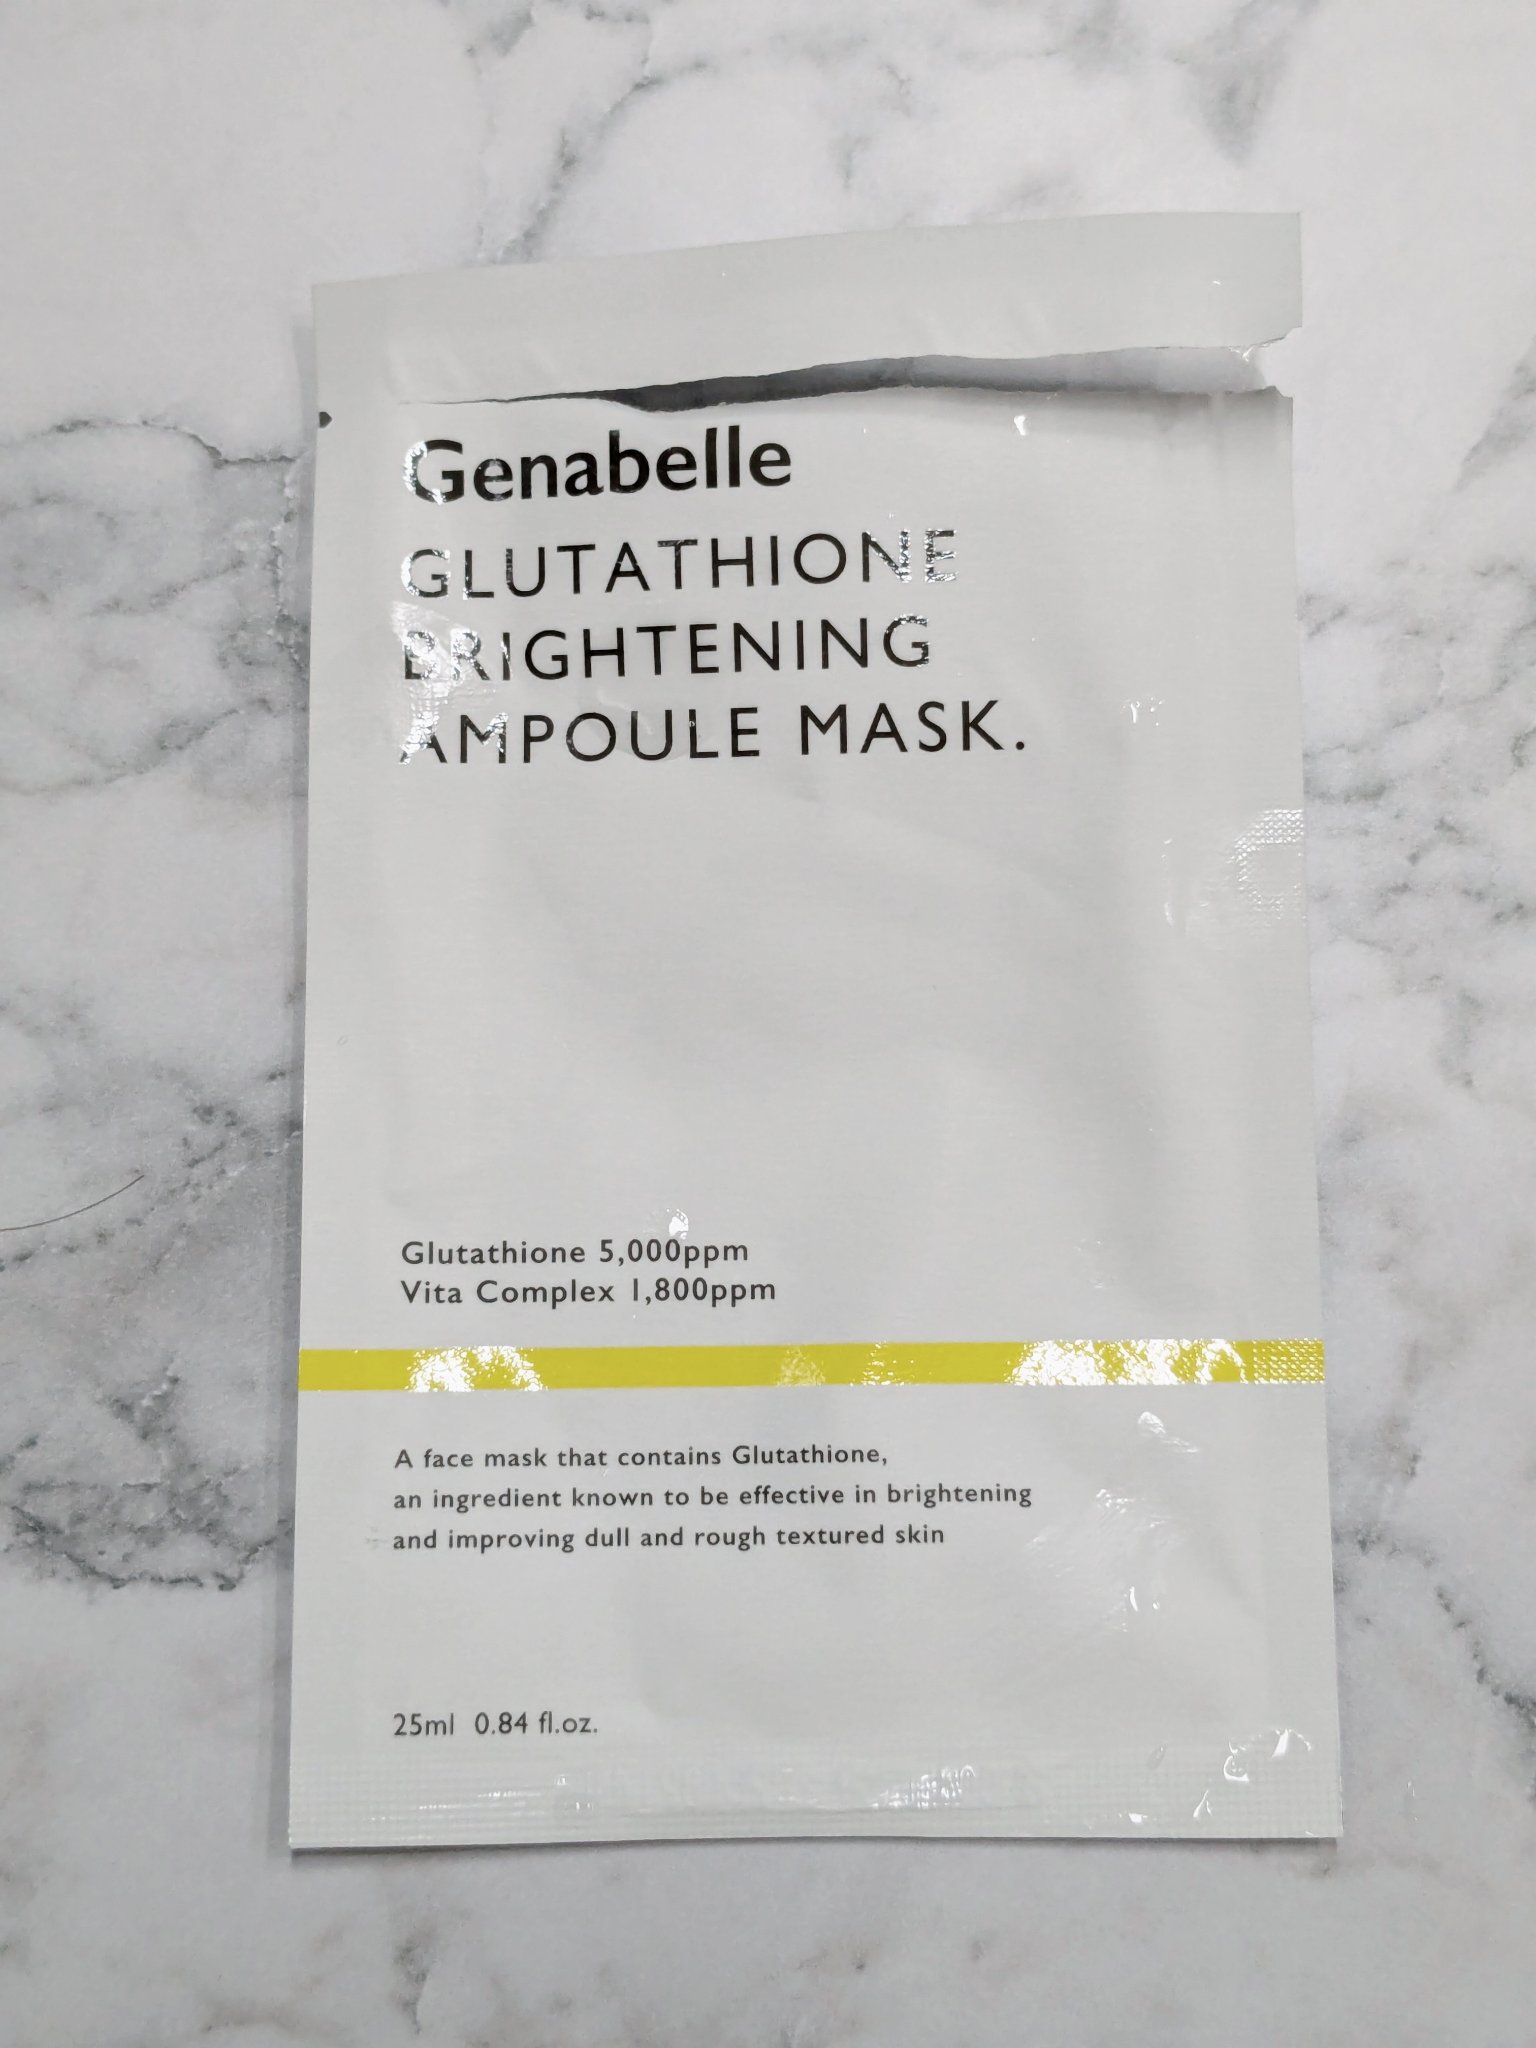 Genabelle
GLUTATHIONE
BRIGHTENING
AMPOULE MASK.
Glutathione 5,000ppm
Vita Complex 1,800ppm
A face mask that contains Glutathione,
an ingredient known to be effective in brightening
and improving dull and rough textured skin
25ml 0.84 fl.oz.